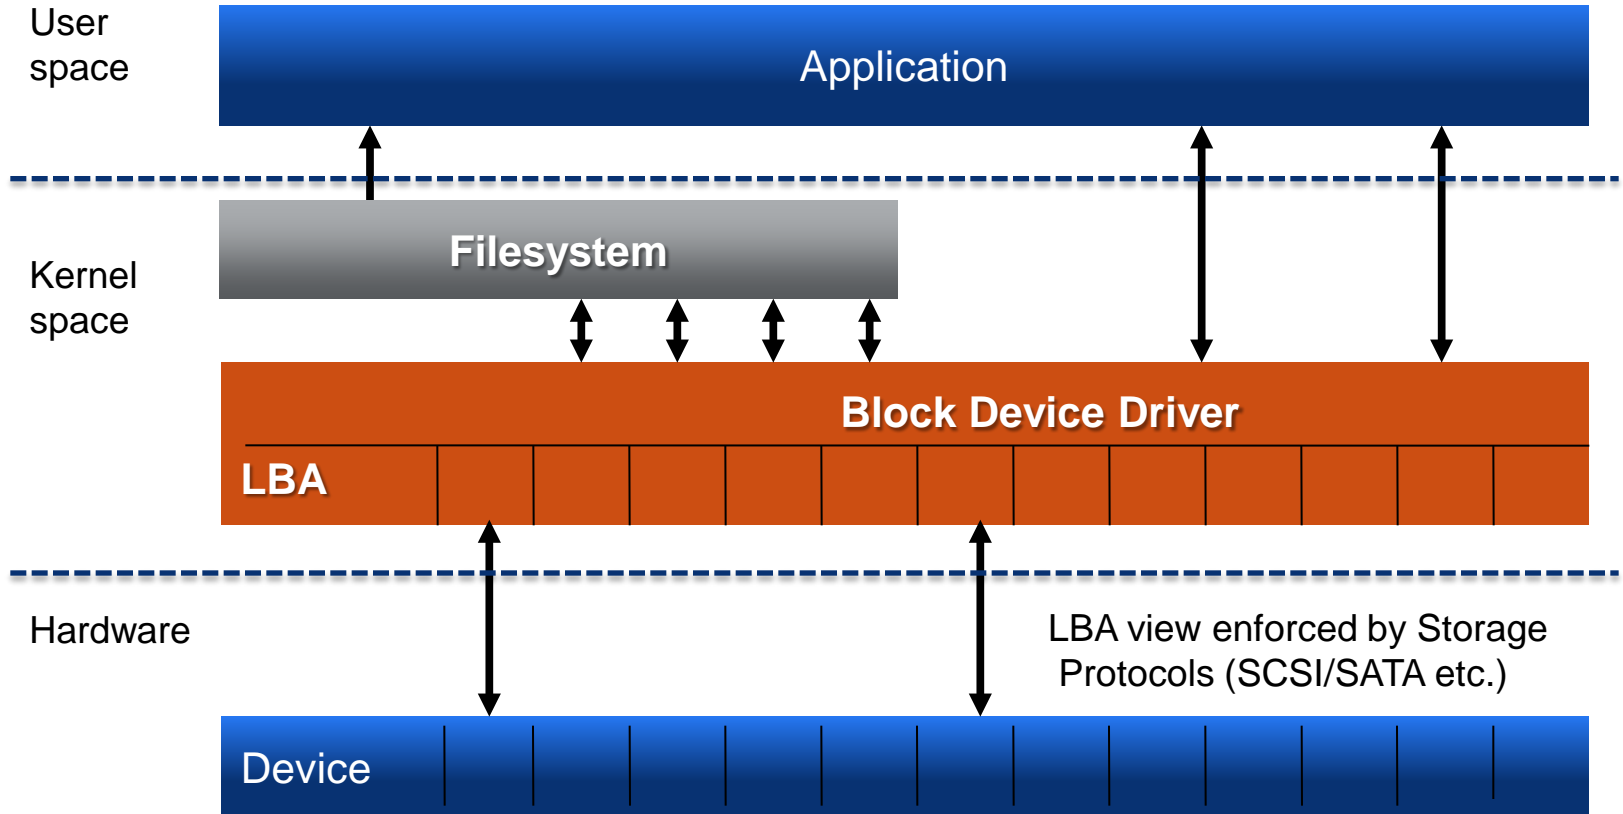 User
space
Application
Filesystem
Kernel
space
Block Device Driver
LBA
Hardware
LBA view enforced by Storage
Protocols (SCSI/SATA etc.)
Device